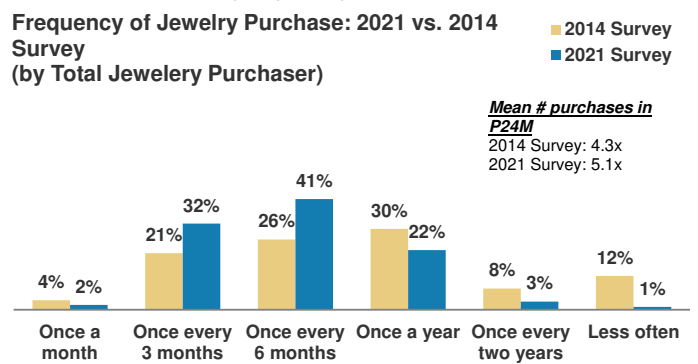 Frequency of Jewelry Purchase: 2021 vs. 2014
Survey
(by Total Jewelery Purchaser)
2014 Survey
2021 Survey
Mean # purchases in
P24M
2014 Survey: 4.3x
2021 Survey: 5.1x
4% 2% 21% 32% 26% 41% 30% 22% 8% 3% 12% 1%
Once a Once every Once every Once a year Once every Less often
month 3 months 6 months two years